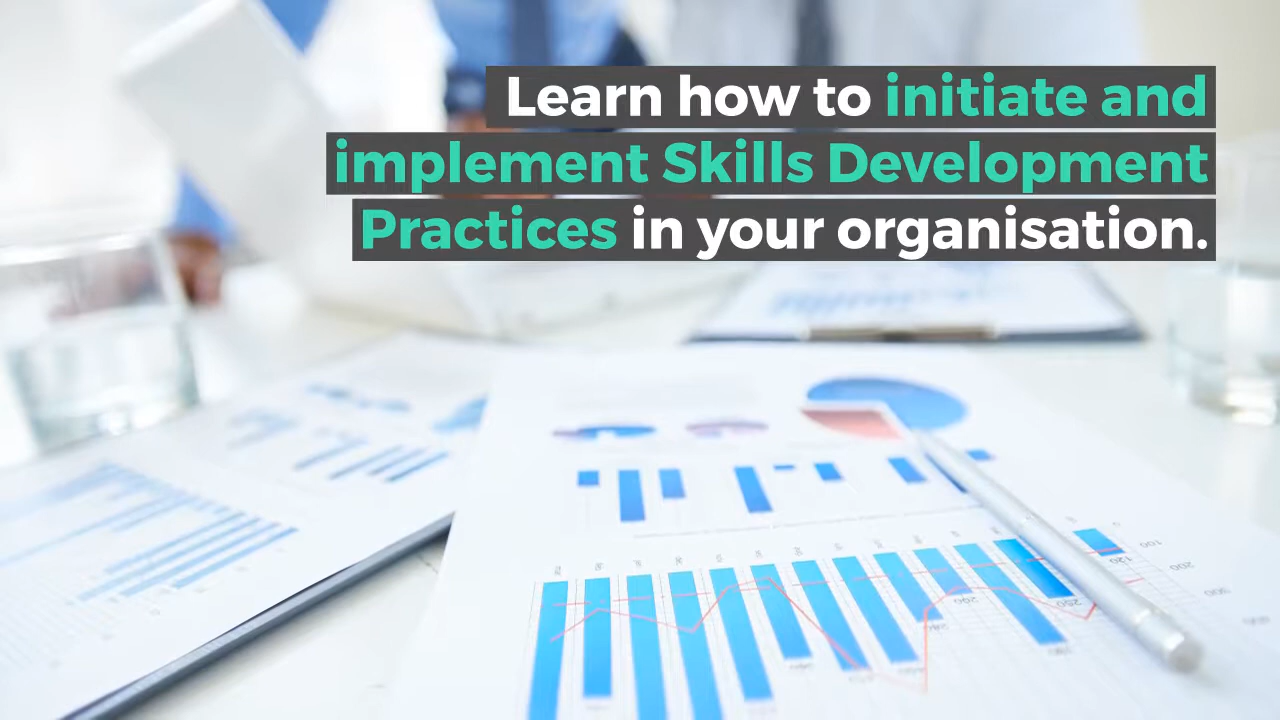 Learn how to initiate and
implement Skills Development
Practices in your organisation.